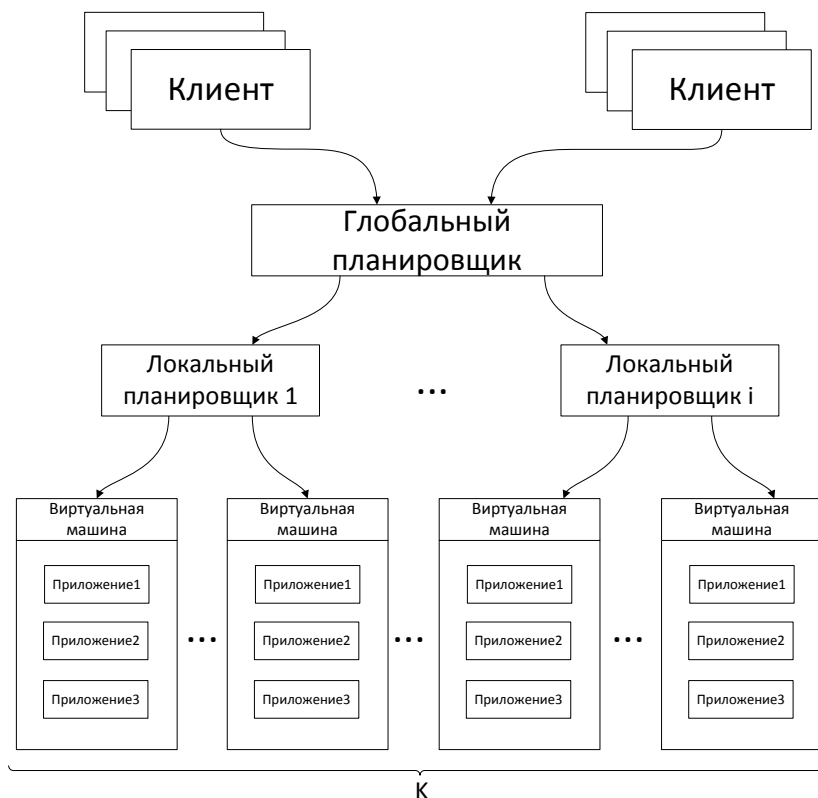 Клиент
Клиент
Глобальный
планировщик
Локальный
планировщик 1
...
Локальный
планировщик i
Виртуальная
машина
Приложение1
Приложение2
Приложение3
...
Виртуальная
машина
Приложение1
Приложение2
Приложение3
...
Виртуальная
машина
Приложение1
Приложение2
Приложение3
...
Виртуальная
машина
Приложение1
Приложение2
Приложение3
К